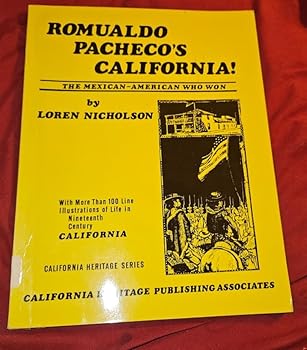 ROMUALDO
PACHECO'S
CALIFORNIA!
THE MEXICAN-AMERICAN WHO WON
by
LOREN NICHOLSON
With More Than 100 Line
Illustrations of Life in
Nineteenth
Century
CALIFORNIA
CALIFORNIA HERITAGE SERIES
CALIFORNIA HERITAGE PUBLISHING ASSOCIATES